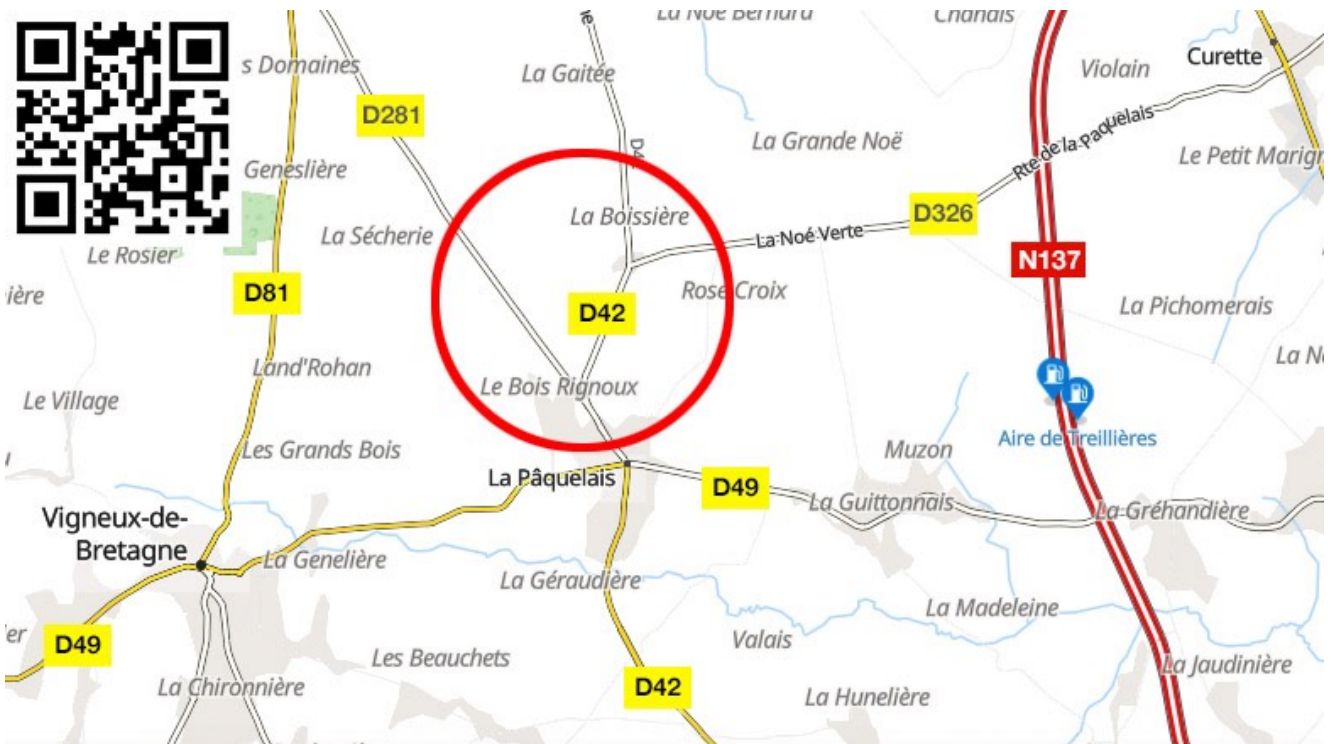 La Noë Bernard
Chanais
s Domaines
La Gaitée
Violain
Curette
D281
La Grande Noë
Rte de la Paquelais
Le Petit Marign
Geneslière
La Boissière
D326
La Sécherie
La Noé Verte
Le Rosier
N137
ière
D81
Rose Croix
La Pichomerais
D42
Land'Rohan
La No
Le Bois Rignoux
Le Village
Les Grands Bois
Muzon
Aire de Treillières
La Pâquelais
D49
La Guittonnais
La Gréhandière
Vigneux-de-
Bretagne
La Genelière
La Géraudière
La Madeleine
er
D49
Valais
Les Beauchets
La Jaudinière
La Chironnière
D42
La Hunelière